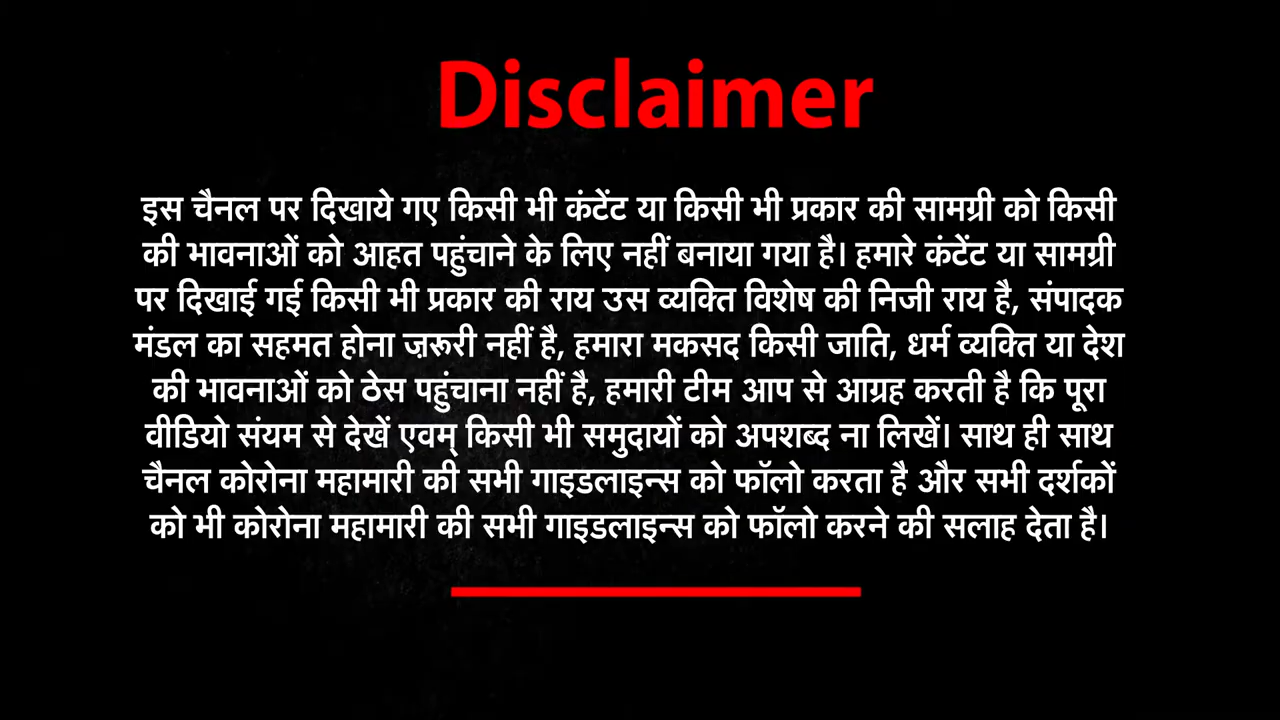 Disclaimer
इस चैनल पर दिखाये गए किसी भी कंटेंट या किसी भी प्रकार की सामग्री को किसी
की भावनाओं को आहत पहुंचाने के लिए नहीं बनाया गया है। हमारे कंटेंट या सामग्री
पर दिखाई गई किसी भी प्रकार की राय उस व्यक्ति विशेष की निजी राय है, संपादक
मंडल का सहमत होना ज़रूरी नहीं है, हमारा मकसद किसी जाति, धर्म व्यक्ति या देश
की भावनाओं को ठेस पहुंचाना नहीं है, हमारी टीम आप से आग्रह करती है कि पूरा
वीडियो संयम से देखें एवम् किसी भी समुदायों को अपशब्द ना लिखें। साथ ही साथ
चैनल कोरोना महामारी की सभी गाइडलाइन्स को फॉलो करता है और सभी दर्शकों
को भी कोरोना महामारी की सभी गाइडलाइन्स को फॉलो करने की सलाह देता है।